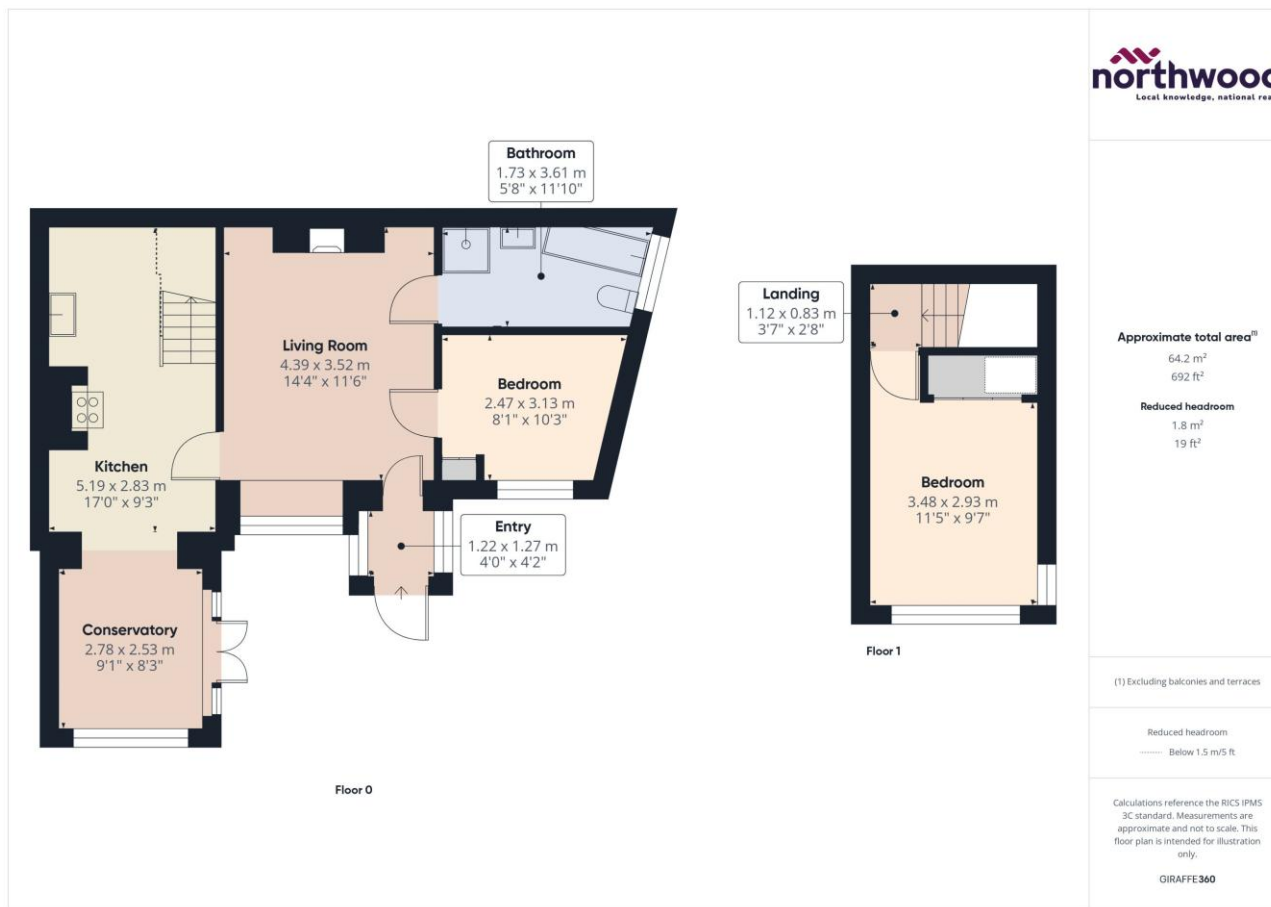 northwood
Local knowledge, national
Bathroom
1.73 x 3.61 m
5'8" x 11'10"
Living Room
4.39 x 3.52 m
14'4" x 11'6"
Bedroom
2.47 x 3.13 m
8'1" x 10'3"
Kitchen
5.19 x 2.83 m
17'0" x 9'3"
Entry
1.22 x 1.27 m
4'0" x 4'2"
Conservatory
2.78 x 2.53 m
9'1" x 8'3"
Floor 0
Landing
1.12 x 0.83 m
3'7" x 2'8"
Bedroom
3.48 x 2.93 m
11'5" x 9'7"
Floor 1
Approximate total area(1)
64.2 m²
692 ft²
Reduced headroom
1.8 m²
19 ft²
(1) Excluding balconies and terraces
Reduced headroom
Below 1.5 m/5 ft
Calculations reference the RICS IPMS
3C standard. Measurements are
approximate and not to scale. This
floor plan is intended for illustration
only.
GIRAFFE360